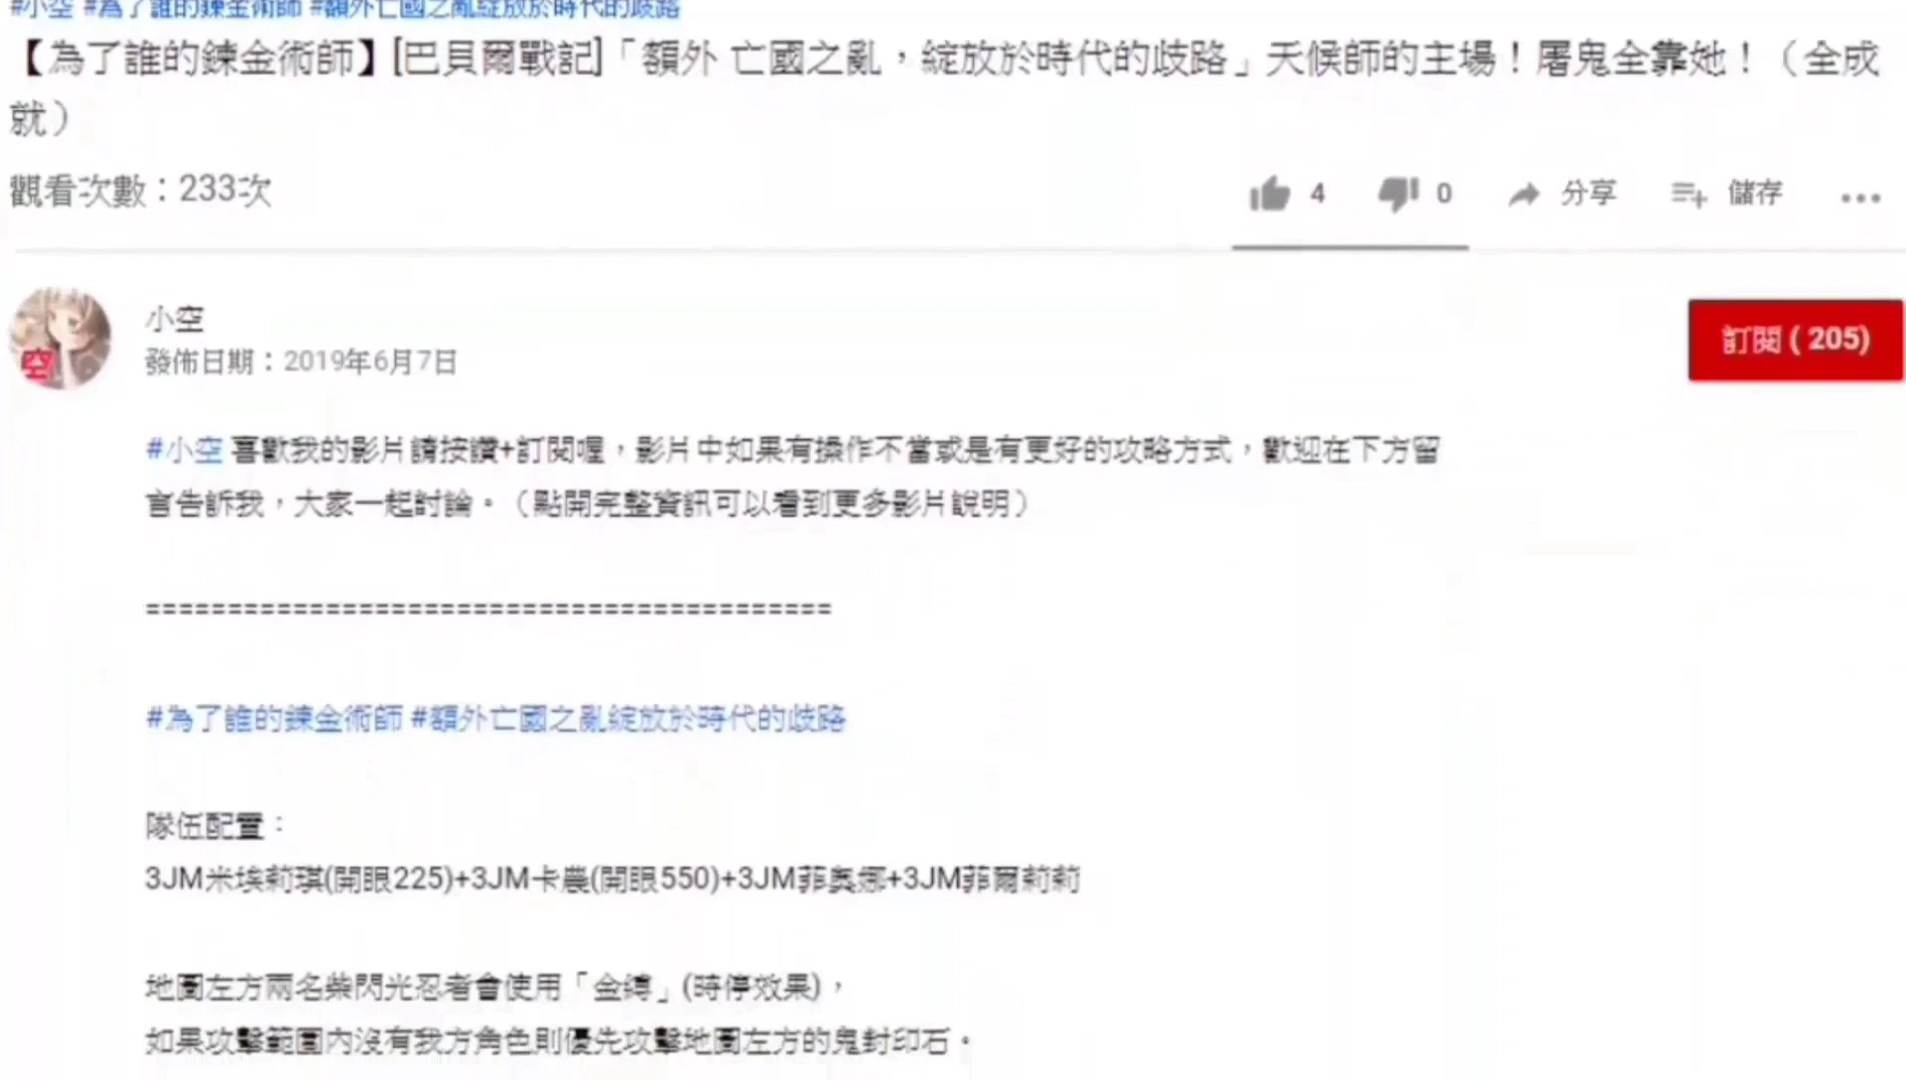 #小空 #為了誰的鍊金術師 #額外亡國之亂綻放於時代的歧路
【為了誰的鍊金術師】[巴貝爾戰記]「額外 亡國之亂，綻放於時代的歧路」天候師的主場！屠鬼全靠她！（全成
就）
觀看次數：233次
4 0 分享 儲存
小空
發佈日期：2019年6月7日
訂閱 ( 205)
空
#小空 喜歡我的影片請按讚+訂閱喔，影片中如果有操作不當或是有更好的攻略方式，歡迎在下方留
言告訴我，大家一起討論。（點開完整資訊可以看到更多影片說明）
==========================================
#為了誰的鍊金術師 #額外亡國之亂綻放於時代的歧路
隊伍配置：
3JM米埃莉琪(開眼225)+3JM卡農(開眼550)+3JM菲奧娜+3JM菲爾莉莉
地圖左方兩名柴閃光忍者會使用「金縛」(時停效果)，
如果攻擊範圍內沒有我方角色則優先攻擊地圖左方的鬼封印石。